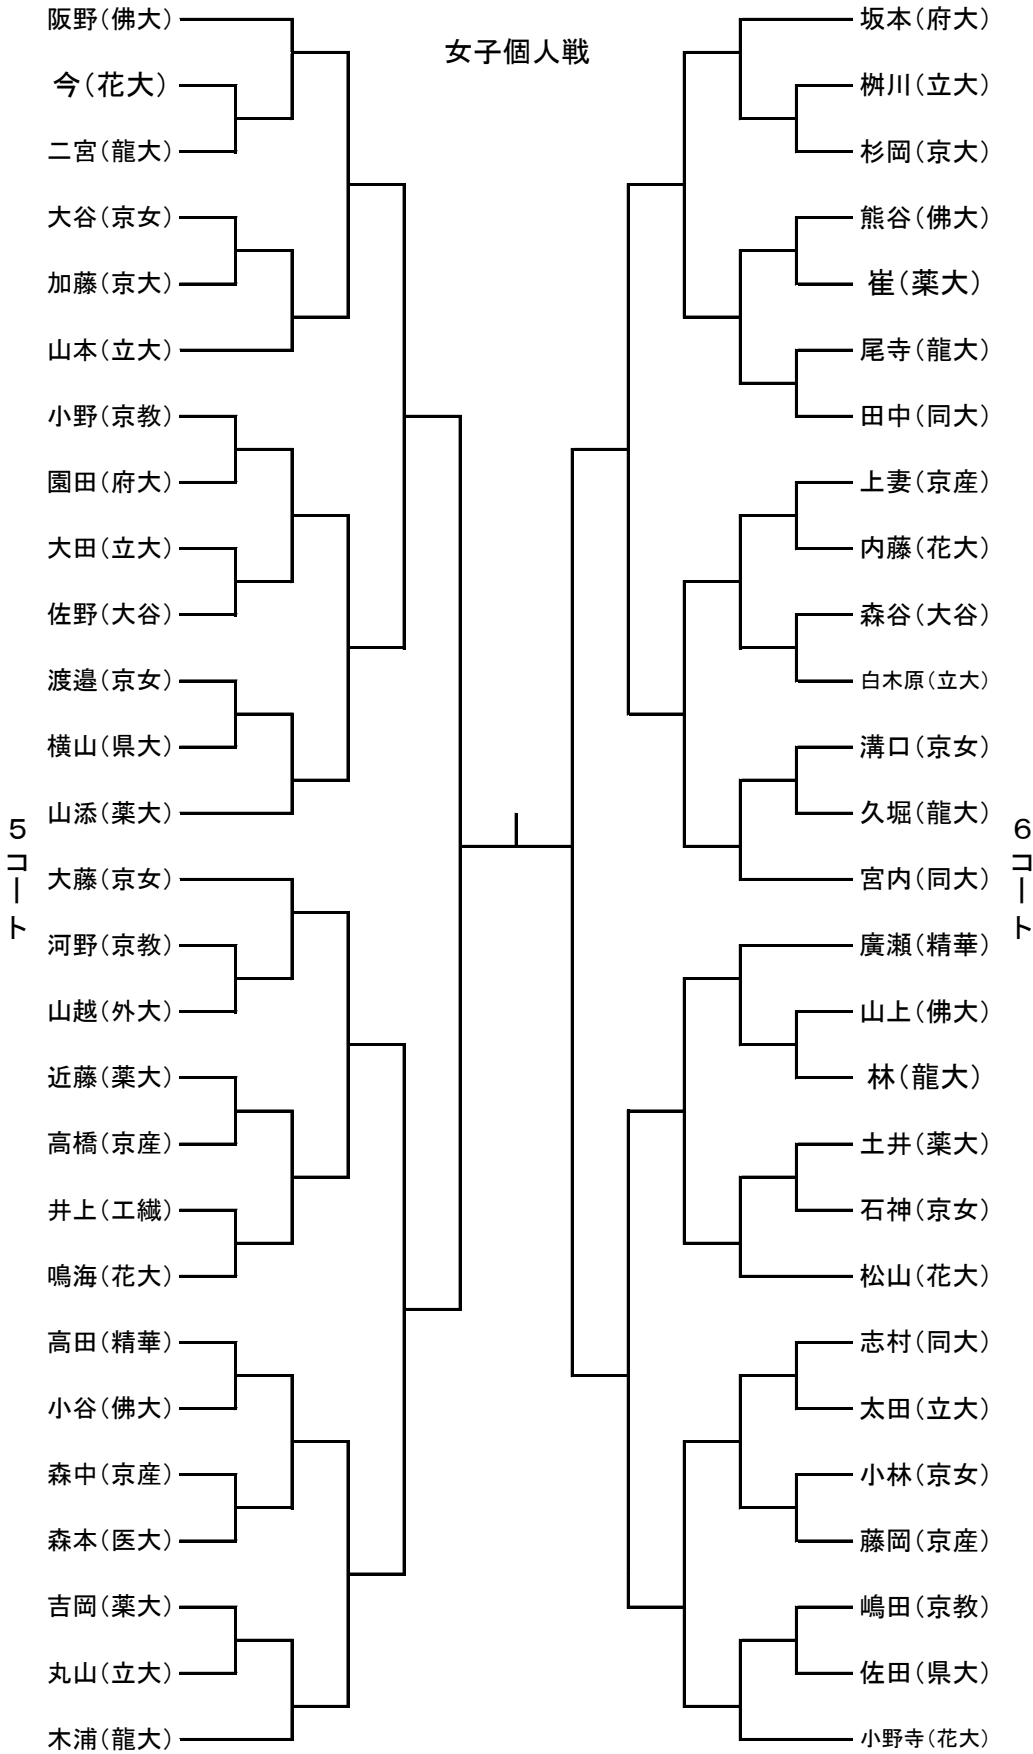 女子個人戦
阪野(佛大)
今(花大)
二宮(龍大)
大谷(京女)
加藤(京大)
山本(立大)
小野(京教)
園田(府大)
大田(立大)
佐野(大谷)
渡邉(京女)
横山(県大)
山添(薬大)
大藤(京女)
河野(京教)
山越(外大)
近藤(薬大)
高橋(京産)
井上(工繊)
鳴海(花大)
高田(精華)
小谷(佛大)
森中(京産)
森本(医大)
吉岡(薬大)
丸山(立大)
木浦(龍大)
5コート
坂本(府大)
桝川(立大)
杉岡(京大)
熊谷(佛大)
崔(薬大)
尾寺(龍大)
田中(同大)
上妻(京産)
内藤(花大)
森谷(大谷)
白木原(立大)
溝口(京女)
久堀(龍大)
宮内(同大)
廣瀬(精華)
山上(佛大)
林(龍大)
土井(薬大)
石神(京女)
松山(花大)
志村(同大)
太田(立大)
小林(京女)
藤岡(京産)
嶋田(京教)
佐田(県大)
小野寺(花大)
6コート